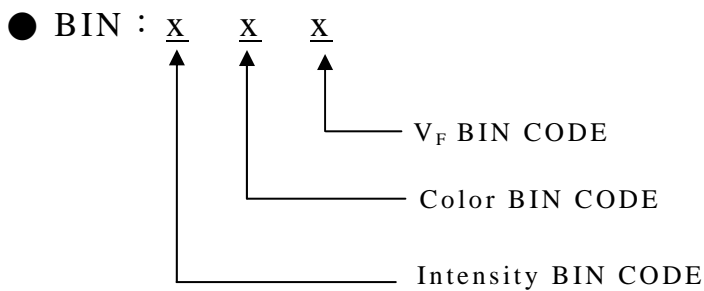 ● BIN : x x x
V_F BIN CODE
Color BIN CODE
Intensity BIN CODE